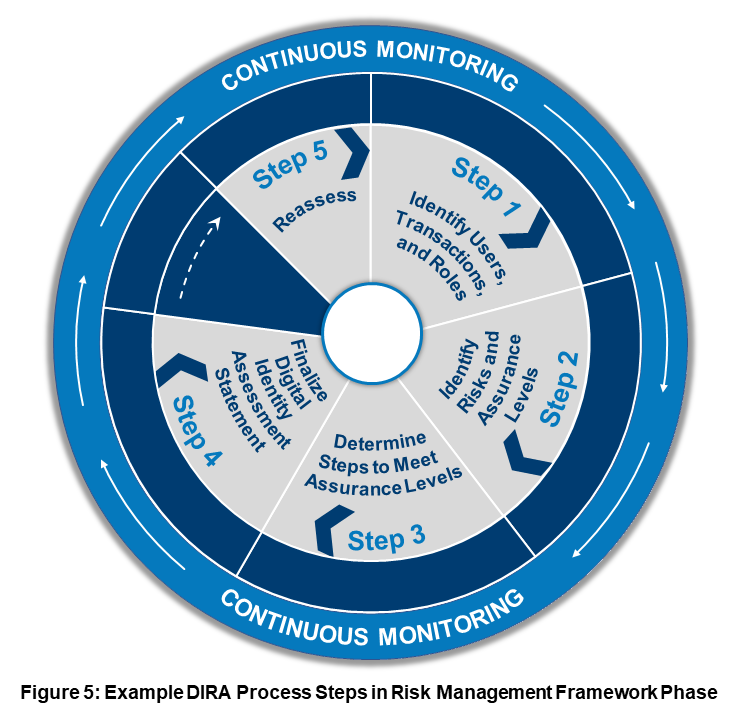 CONTINUOUS MONITORING
Step 1
Identify Users,
Transactions,
and Roles
Step 2
Identify
Risks and
Assurance
Levels
Step 3
Determine
Steps to Meet
Assurance Levels
Step 4
Finalize
Digital
Identity
Assessment
Statement
Step 5
Reassess
CONTINUOUS MONITORING
Figure 5: Example DIRA Process Steps in Risk Management Framework Phase